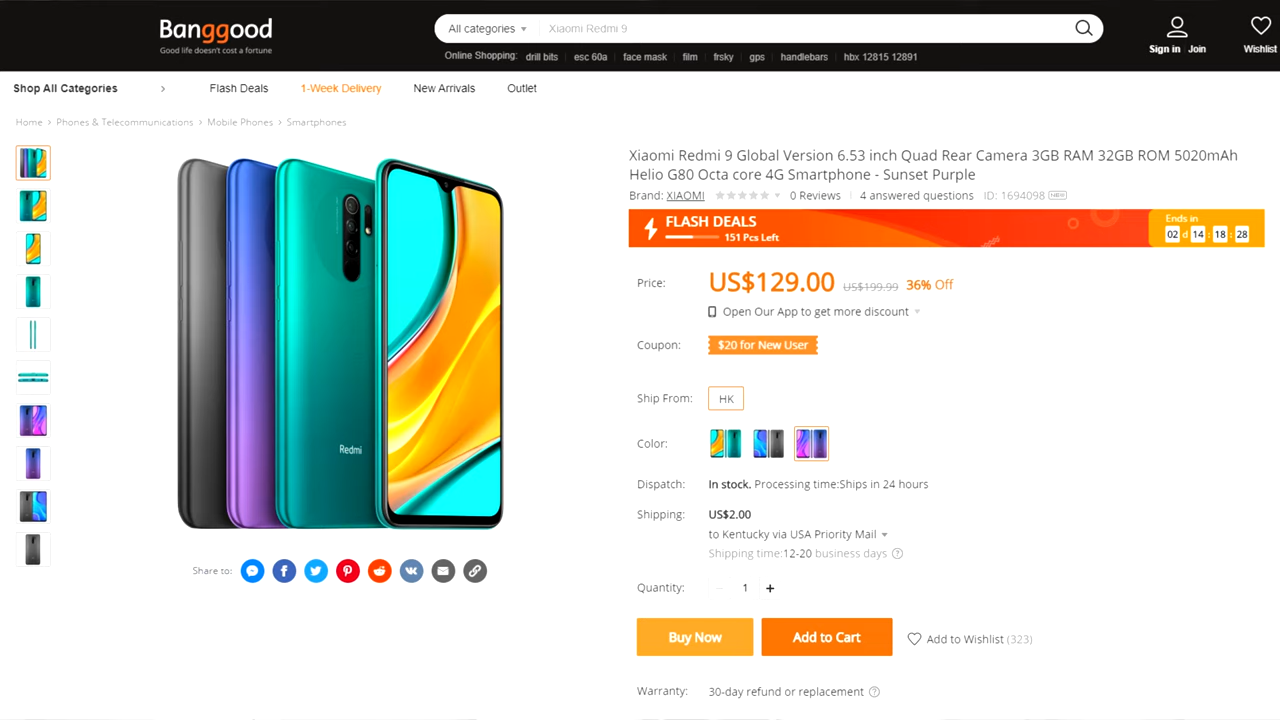 Banggood
Good life doesn't cost a fortune
All categories
Xiaomi Redmi 9
Online Shopping: drill bits esc 60a face mask film frsky gps handlebars hbx 12815 12891
Sign in Join
Wishlist
Shop All Categories > Flash Deals 1-Week Delivery New Arrivals Outlet
Home > Phones & Telecommunications > Mobile Phones > Smartphones
Xiaomi Redmi 9 Global Version 6.53 inch Quad Rear Camera 3GB RAM 32GB ROM 5020mAh
Helio G80 Octa core 4G Smartphone - Sunset Purple
Brand: XIAOMI 0 Reviews 4 answered questions ID: 1694098 NEW
FLASH DEALS
151 Pcs Left
Ends in
02 d 14 : 18 : 28
Price: US$129.00 US$199.99 36% Off
Open Our App to get more discount
Coupon: $20 for New User
Ship From: HK
Color:
Dispatch: In stock. Processing time:Ships in 24 hours
Shipping: US$2.00
to Kentucky via USA Priority Mail
Shipping time:12-20 business days ?
Quantity: - 1 +
Buy Now Add to Cart Add to Wishlist (323)
Warranty: 30-day refund or replacement ?
Redmi
Share to: